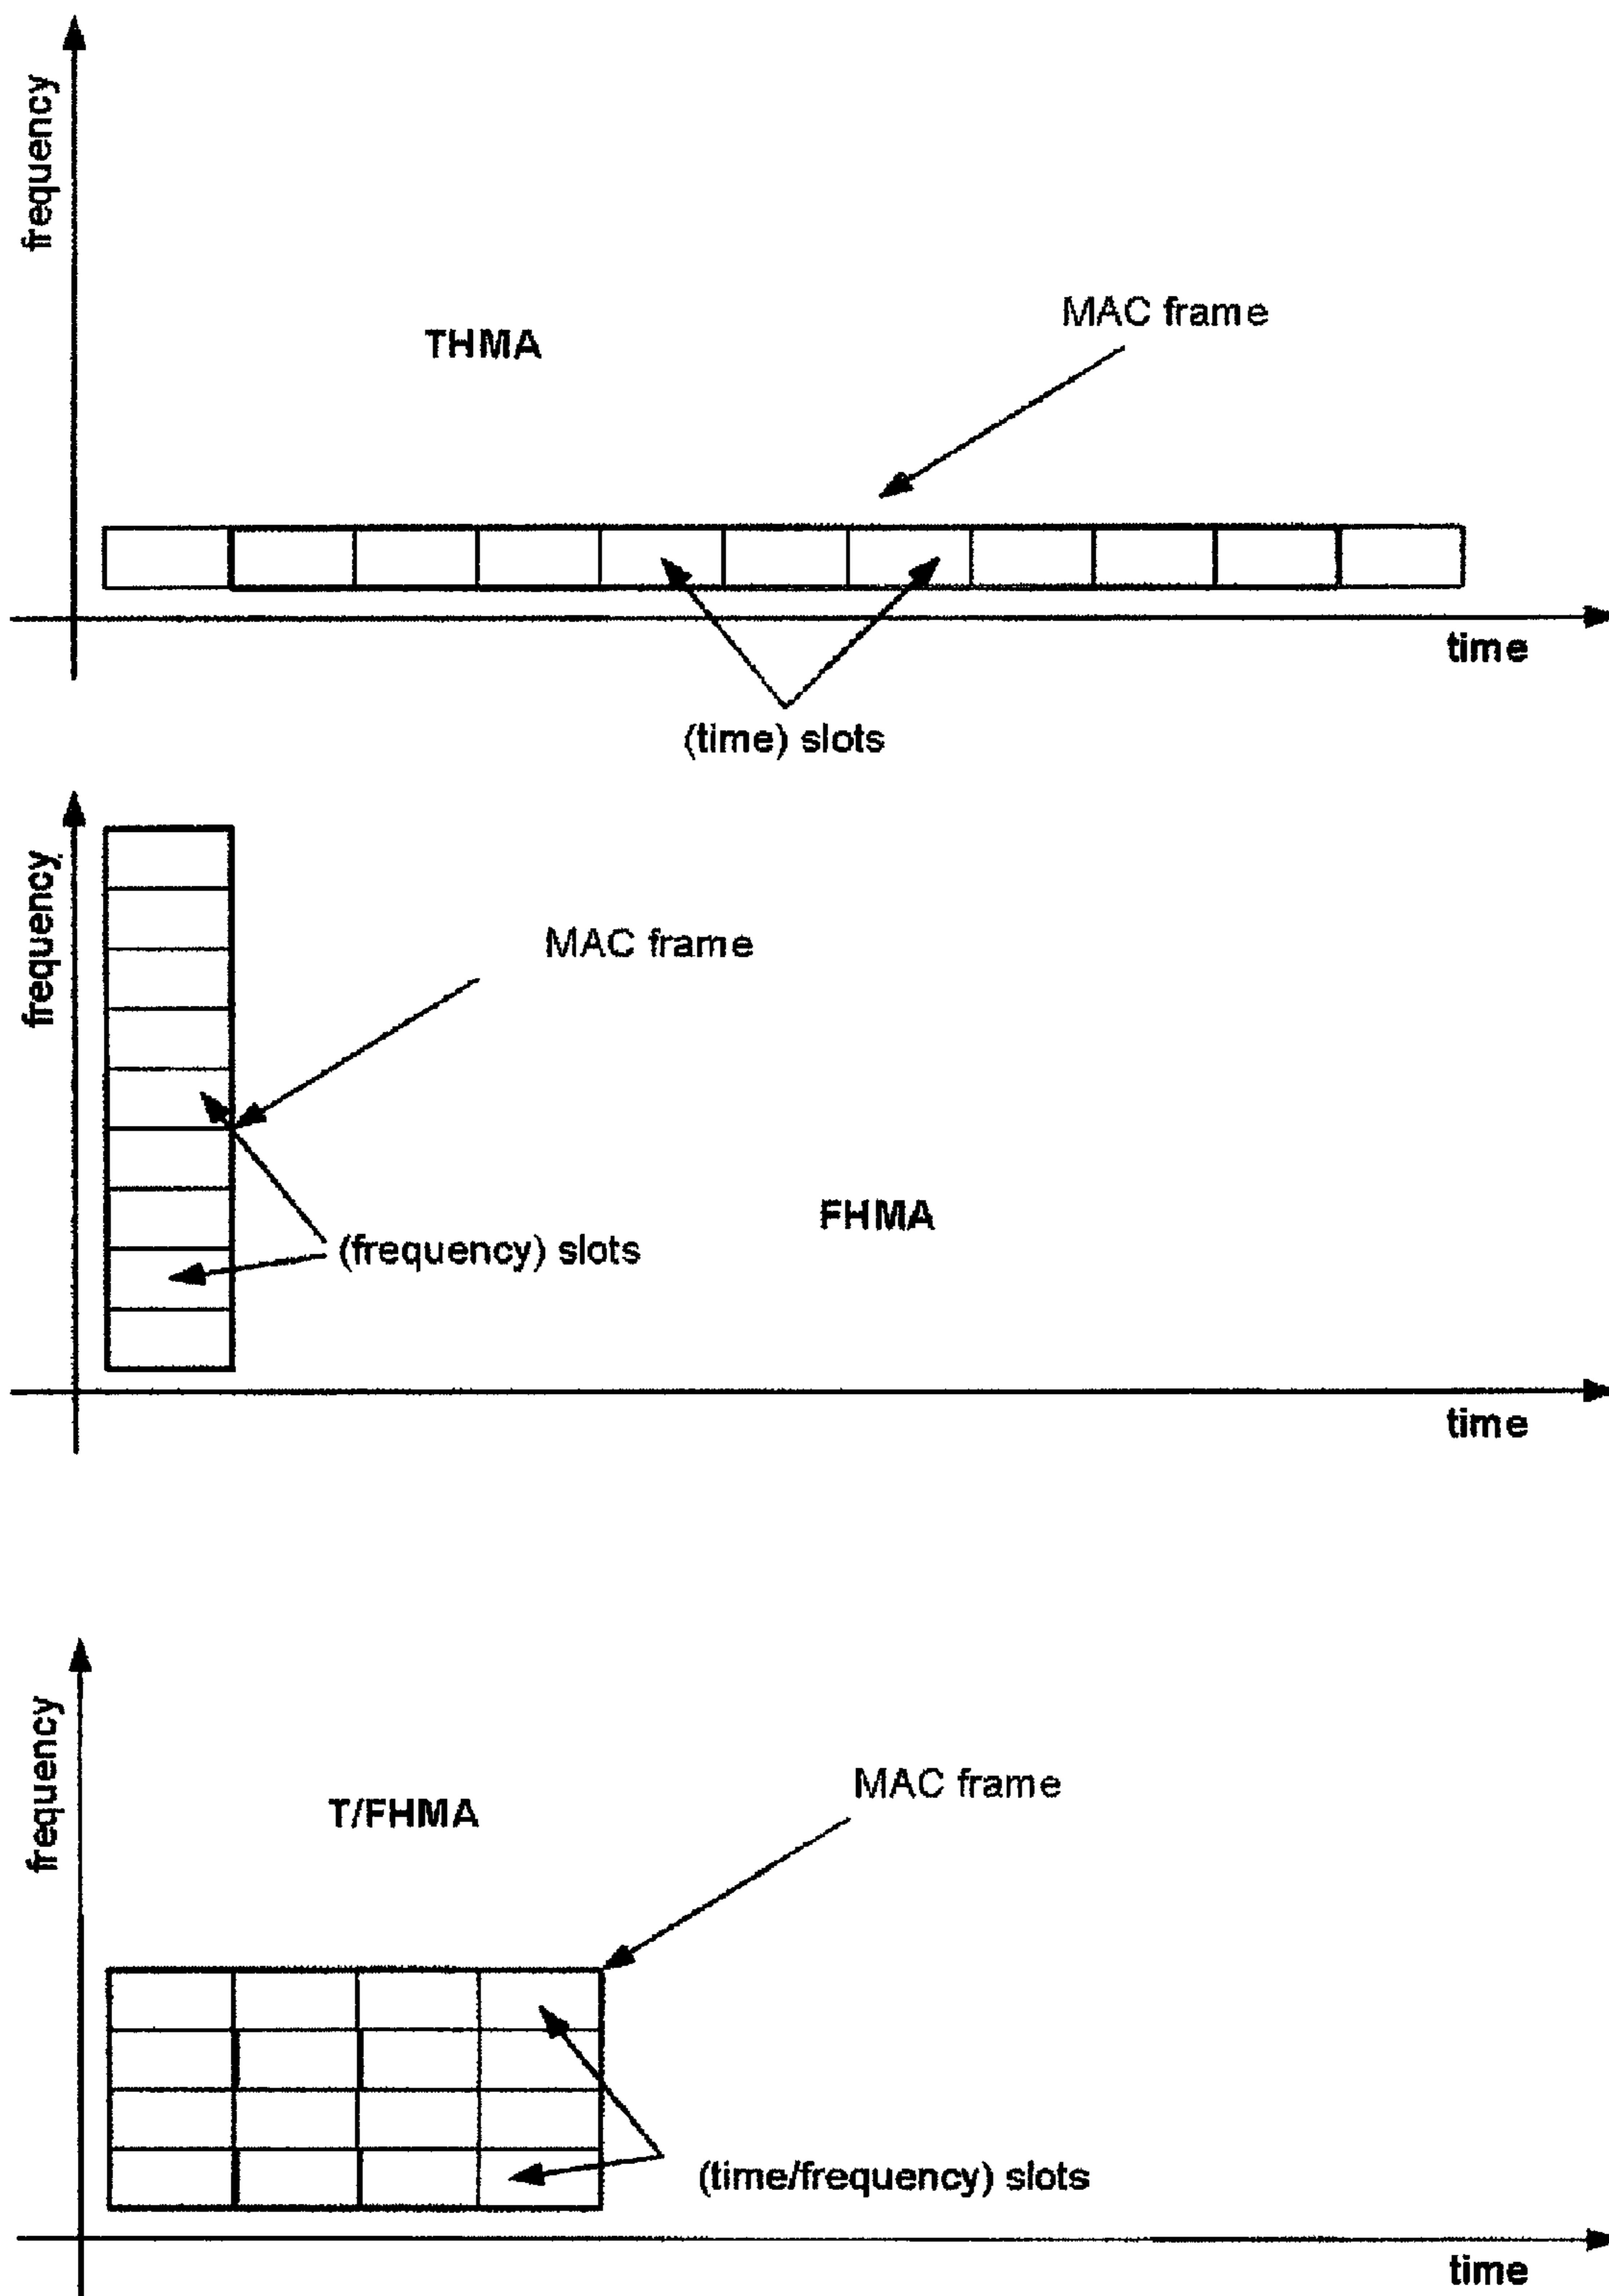 frequency
THMA
MAC frame
time
(time) slots
frequency
MAC frame
FHMA
(frequency) slots
time
frequency
T/FHMA
MAC frame
(time/frequency) slots
time